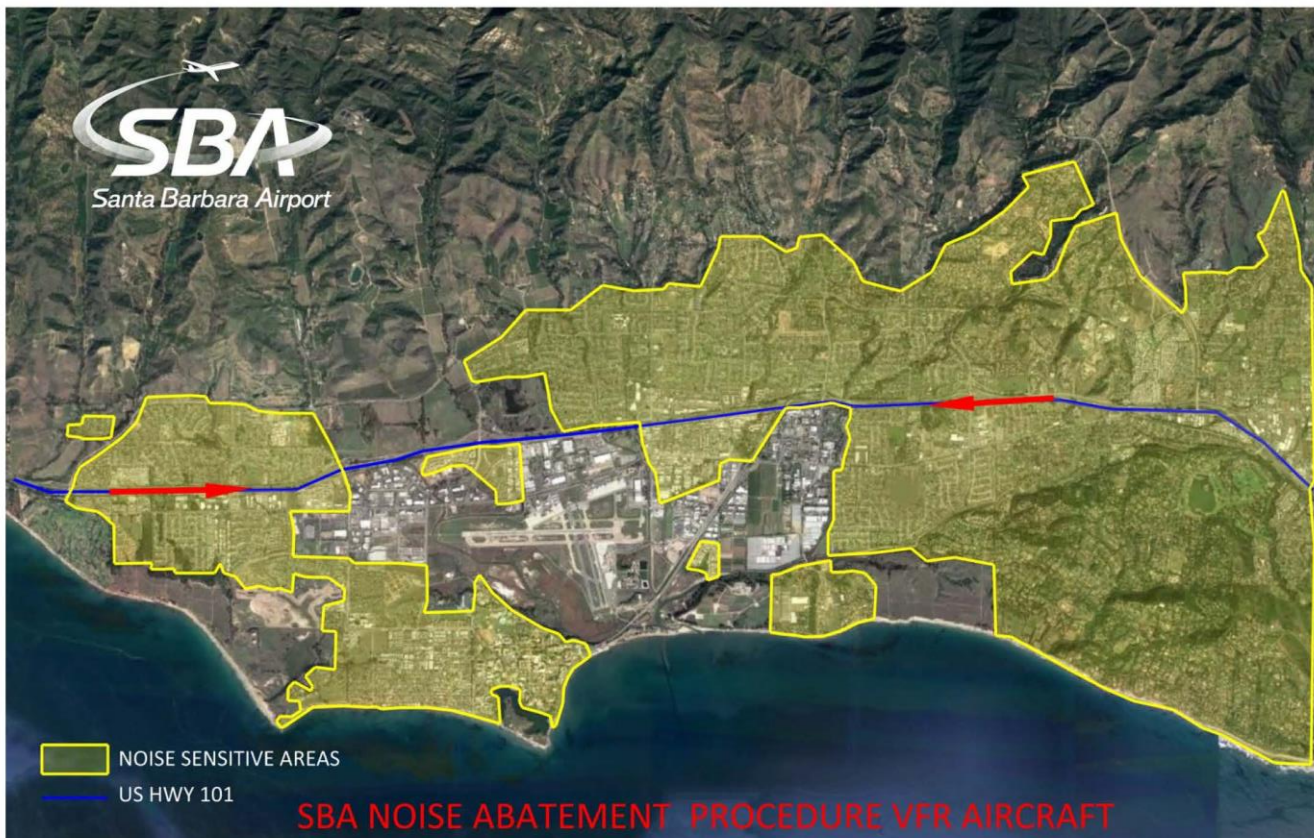 SBA
Santa Barbara Airport
NOISE SENSITIVE AREAS
US HWY 101
SBA NOISE ABATEMENT PROCEDURE VFR AIRCRAFT